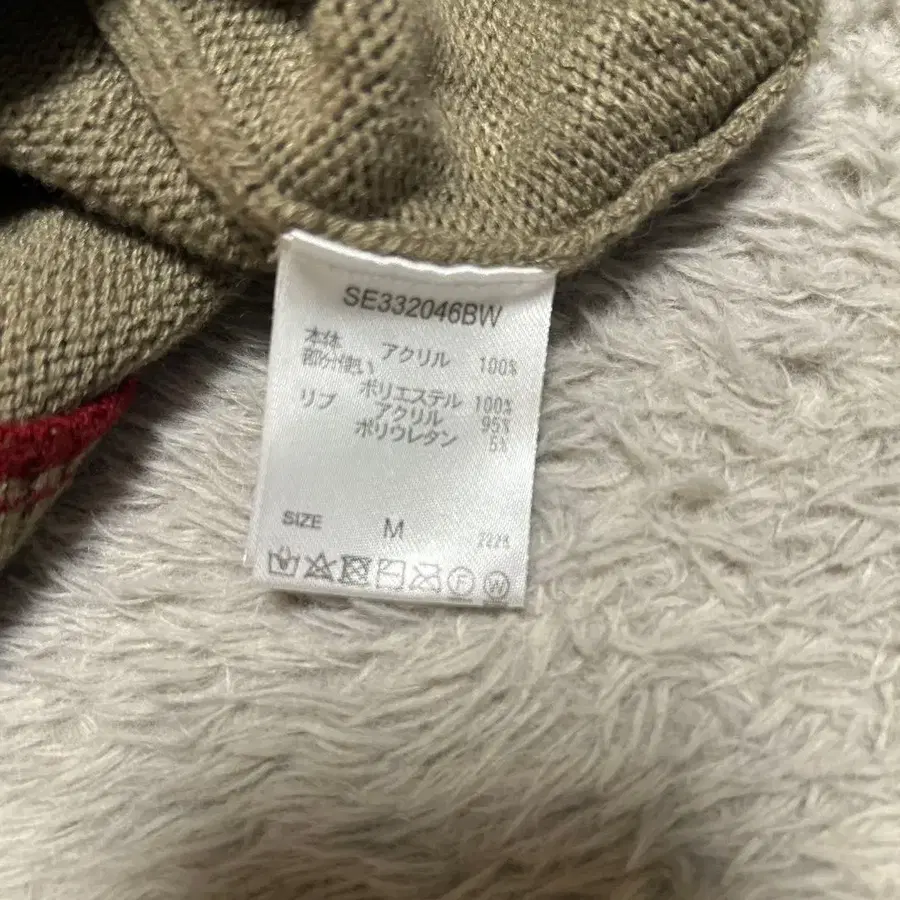 SE332046BW
本体 アクリル 100%
部分使い ポリエステル 100%
リブ アクリル 95%
ポリウレタン 5%
SIZE M
F W